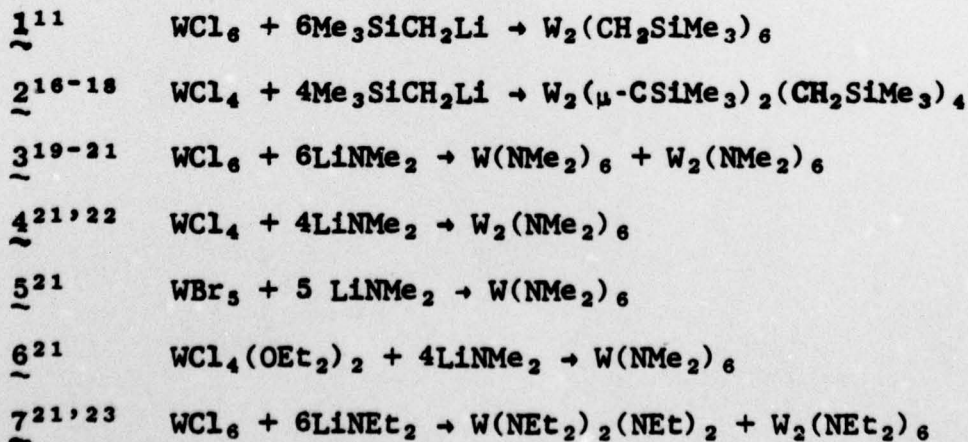 1¹¹ WCl₆ + 6Me₃SiCH₂Li → W₂(CH₂SiMe₃)₆
2¹⁶⁻¹⁸ WCl₄ + 4Me₃SiCH₂Li → W₂(μ-CSiMe₃)₂(CH₂SiMe₃)₄
3¹⁹⁻²¹ WCl₆ + 6LiNMe₂ → W(NMe₂)₆ + W₂(NMe₂)₆
4²¹,²² WCl₄ + 4LiNMe₂ → W₂(NMe₂)₆
5²¹ WBr₅ + 5 LiNMe₂ → W(NMe₂)₆
6²¹ WCl₄(OEt₂)₂ + 4LiNMe₂ → W(NMe₂)₆
7²¹,²³ WCl₆ + 6LiNEt₂ → W(NEt₂)₂(NEt)₂ + W₂(NEt₂)₆